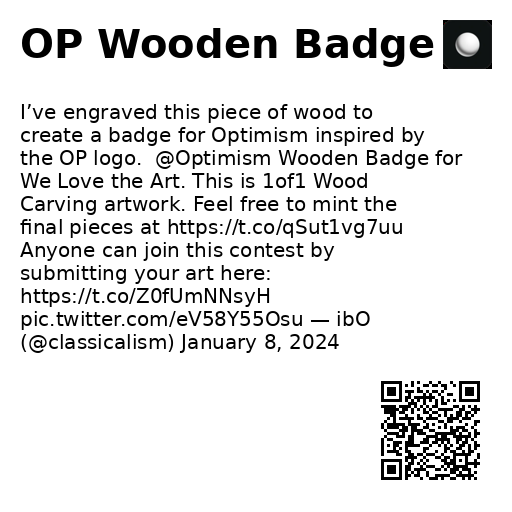 OP Wooden Badge
I’ve engraved this piece of wood to
create a badge for Optimism inspired by
the OP logo.  @Optimism Wooden Badge for
We Love the Art. This is 1of1 Wood
Carving artwork. Feel free to mint the
final pieces at https://t.co/qSut1vg7uu
Anyone can join this contest by
submitting your art here:
https://t.co/Z0fUmNNsyH
pic.twitter.com/eV58Y55Osu — ibO
(@classicalism) January 8, 2024